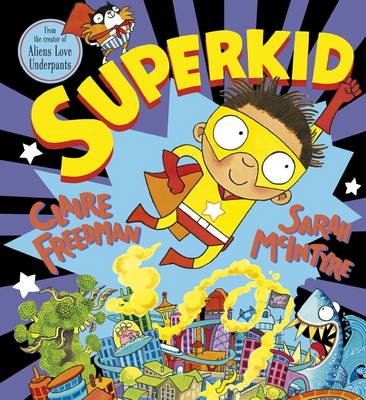 From the creator of
Aliens Love
Underpants
SUPERKID
CLAIRE
FREEDMAN
SARAH
McINTYRE